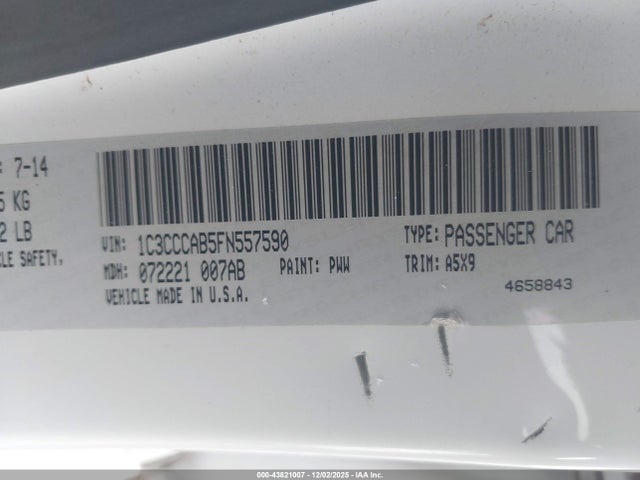 : 7-14
5 KG
2 LB
CLE SAFETY,
VIN: 1C3CCCAB5FN557590 TYPE: PASSENGER CAR
MDH: 072221 007AB PAINT: PWW TRIM: A5X9
VEHICLE MADE IN U.S.A. 4658843
000-43821007 - 12/02/2025 - IAA Inc.